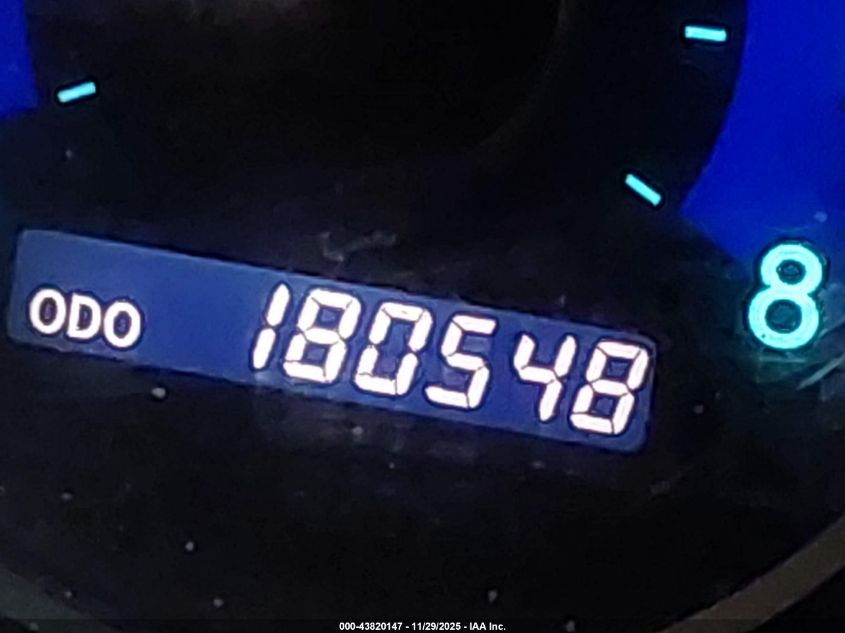 8
ODO 180548
000-43820147 - 11/29/2025 - IAA Inc.